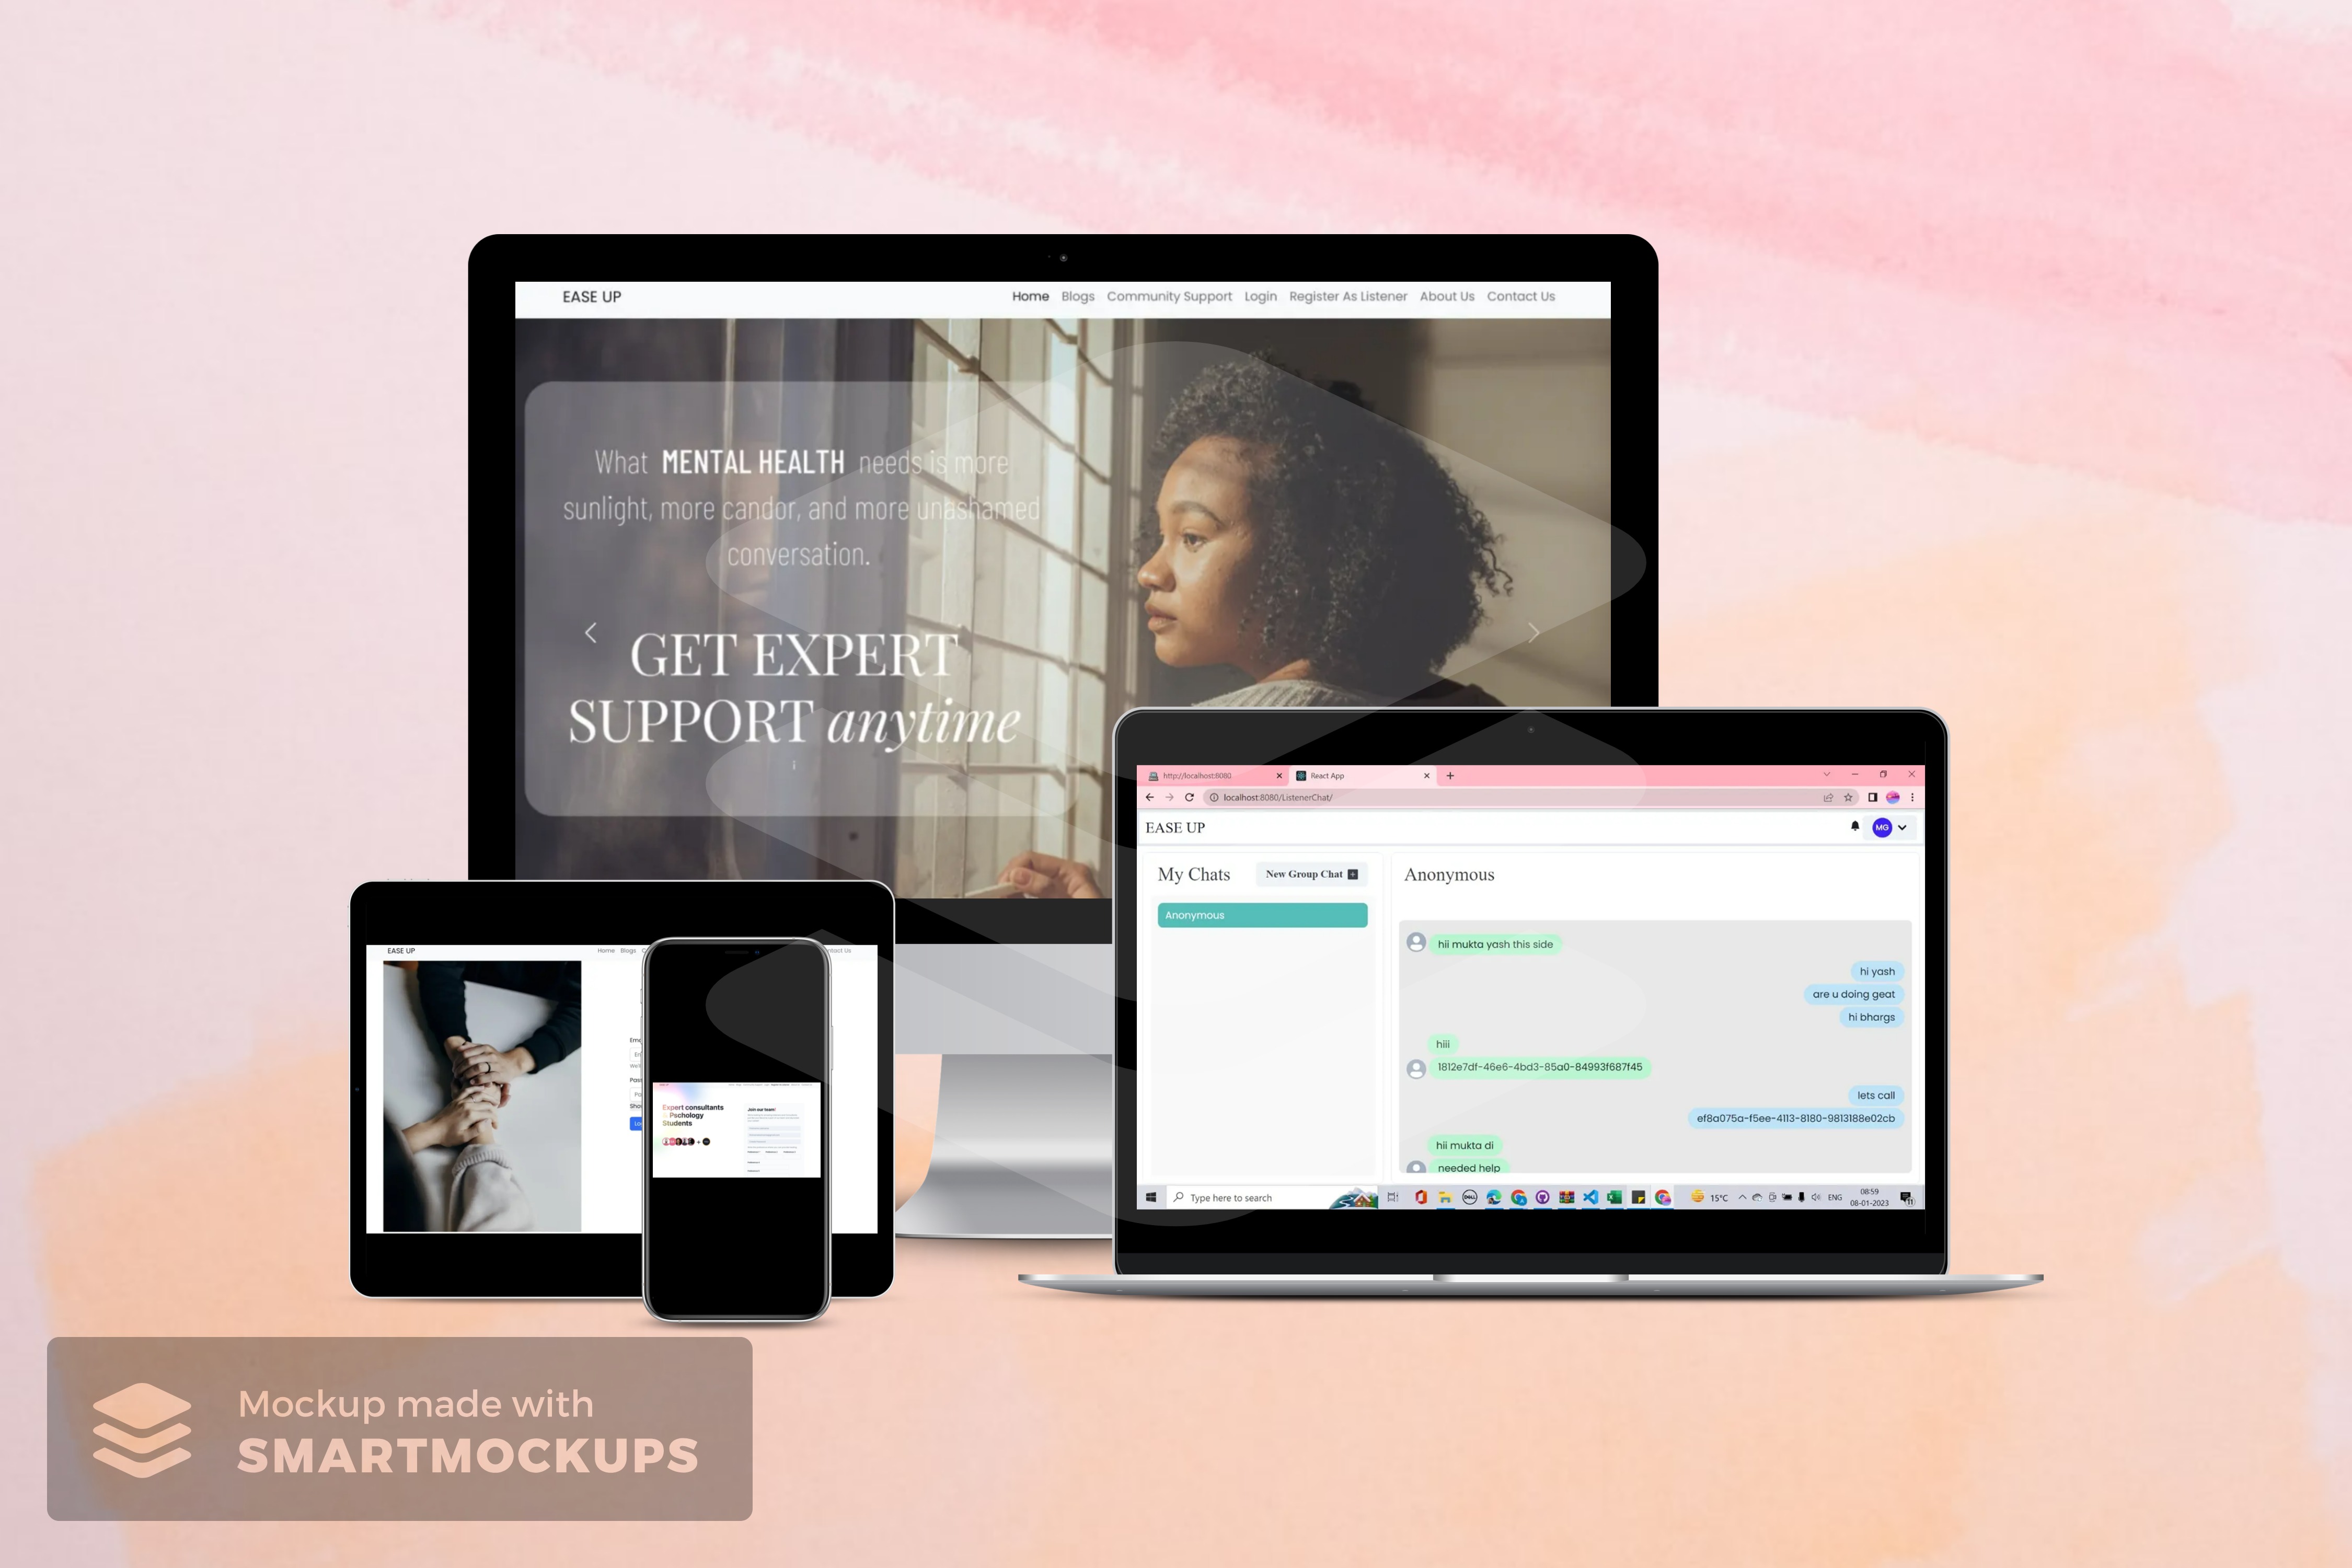 EASE UP
Home Blogs Community Support Login Register As Listener About Us Contact Us
What MENTAL HEALTH needs is more
sunlight, more candor, and more unashamed
conversation.
GET EXPERT
SUPPORT anytime
http://localhost:8080
React App
localhost:8080/ListenerChat/
EASE UP
MG
My Chats
New Group Chat
Anonymous
Anonymous
hii mukta yash this side
hi yash
are u doing geat
hi bhargs
hiii
1812e7df-46e6-4bd3-85a0-84993f687f45
lets call
ef8a075a-f5ee-4113-8180-9813188e02cb
hii mukta di
needed help
Type here to search
DELL
15°C
ENG
08:59
08-01-2023
EASE UP
Home Blogs
Contact Us
Expert consultants
& Pschology
Students
Join our team!
Mockup made with
SMARTMOCKUPS